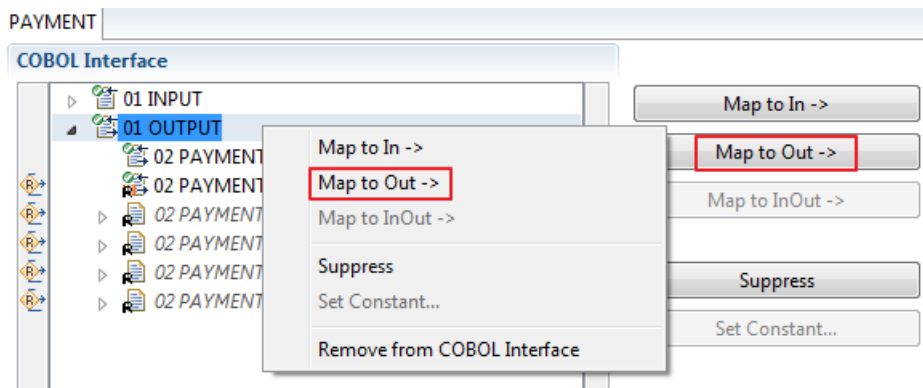 PAYMENT
COBOL Interface
01 INPUT
01 OUTPUT
02 PAYMENT
02 PAYMENT
02 PAYMENT
02 PAYMENT
02 PAYMENT
02 PAYMENT
Map to In ->
Map to Out ->
Map to InOut ->
Suppress
Set Constant...
Remove from COBOL Interface
Map to In ->
Map to Out ->
Map to InOut ->
Suppress
Set Constant...